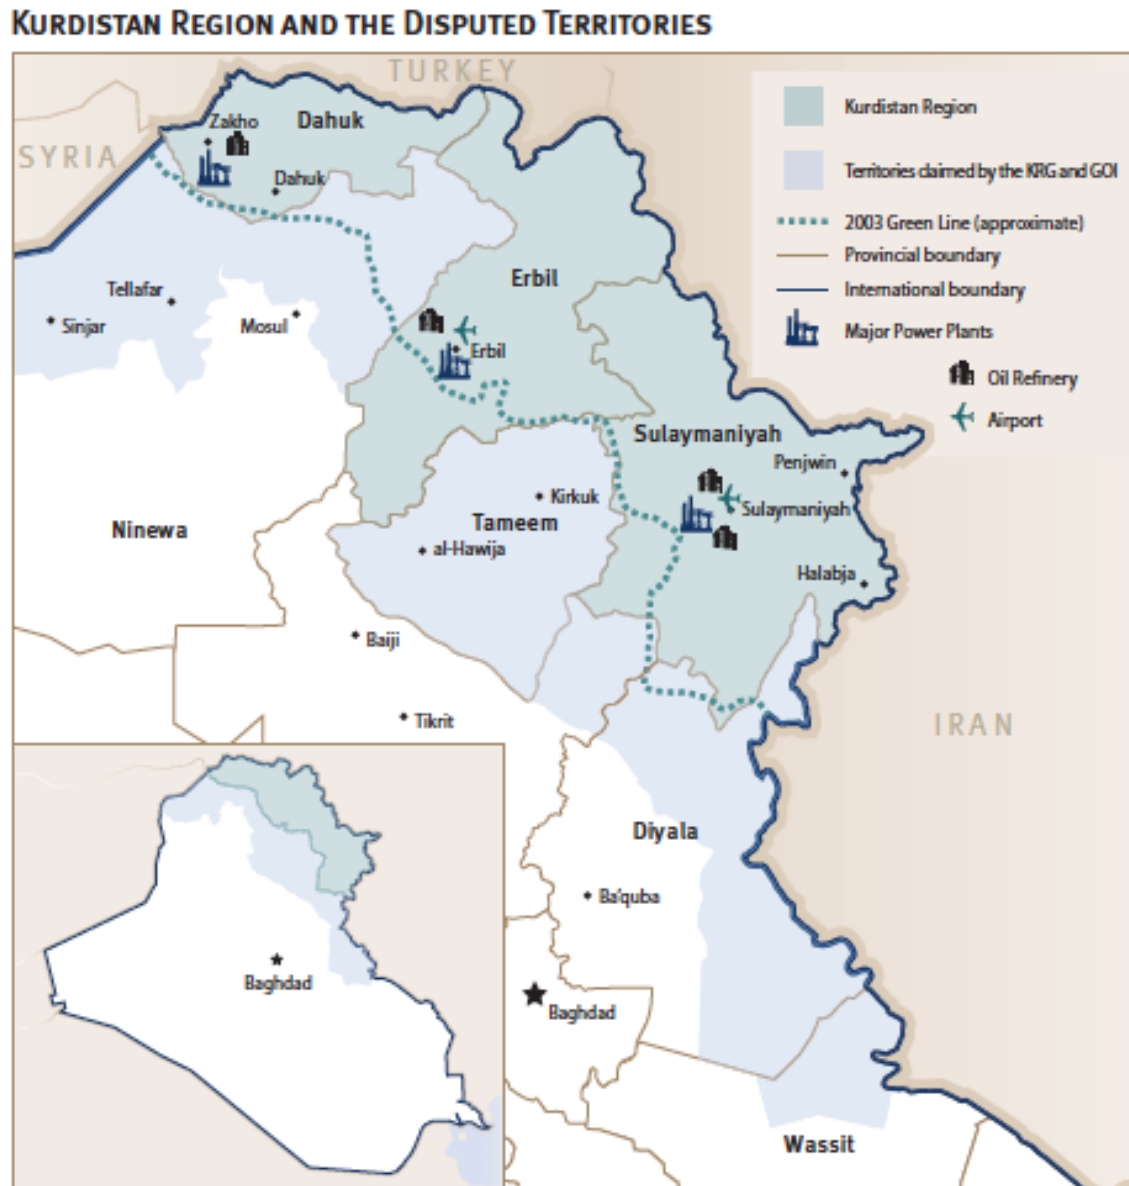 KURDISTAN REGION AND THE DISPUTED TERRITORIES
TURKEY
SYRIA
Zakho
Dahuk
Dahuk
Kurdistan Region
Territories claimed by the KRG and GOI
2003 Green Line (approximate)
Provincial boundary
International boundary
Major Power Plants
Oil Refinery
Airport
Erbil
Tellafar
Sinjar
Mosul
Erbil
Sulaymaniyah
Penjwin
Kirkuk
Sulaymaniyah
Ninewa
Tameem
al-Hawija
Halabja
Baiji
Tikrit
IRAN
Diyala
Ba'quba
Baghdad
Baghdad
Wassit